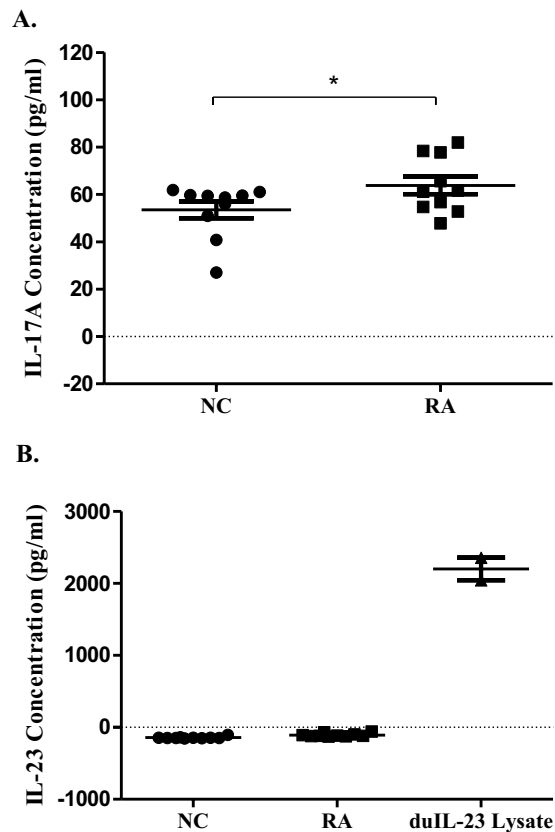 A.
*
IL-17A Concentration (pg/ml)
120
100
80
60
40
20
0
-20
NC RA
B.
IL-23 Concentration (pg/ml)
3000
2000
1000
0
-1000
NC RA duIL-23 Lysate